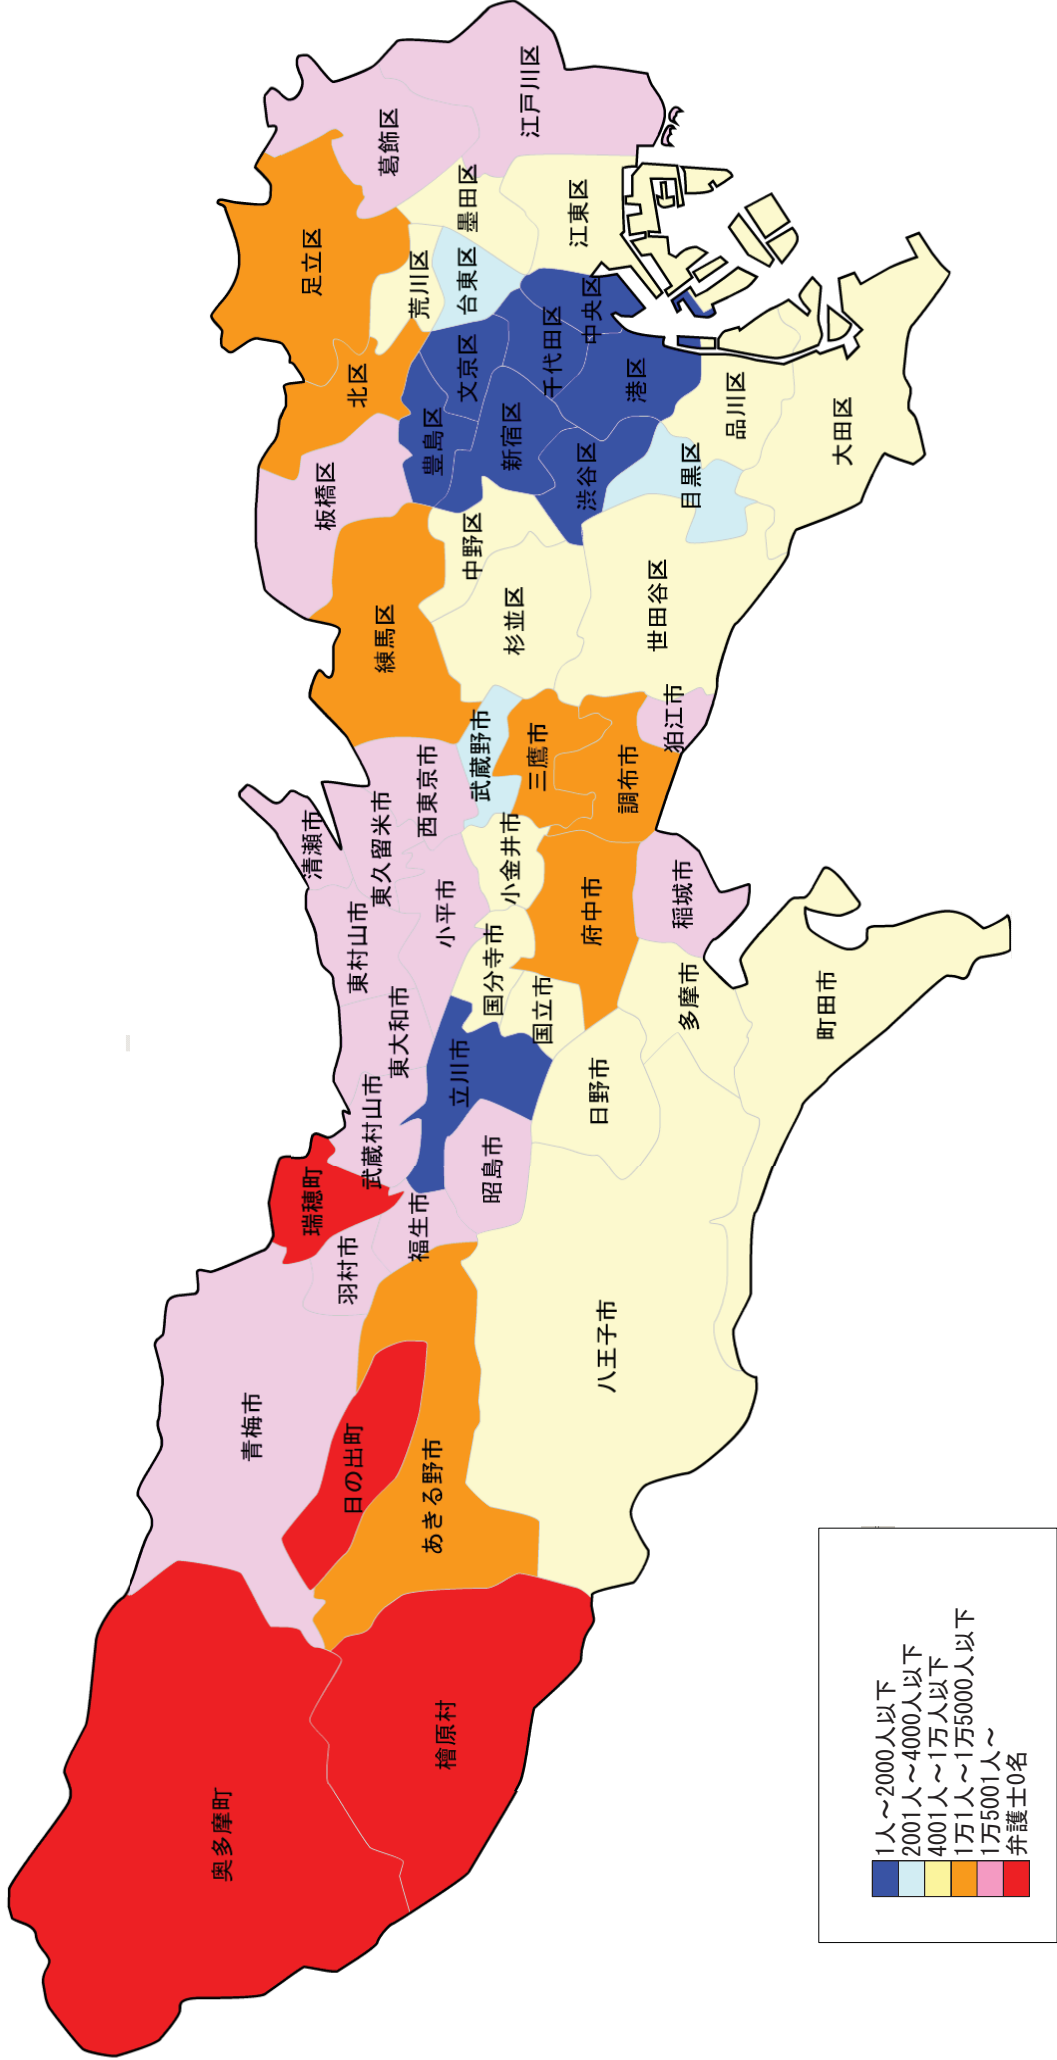 奥多摩町
檜原村
青梅市
日の出町
あきる野市
八王子市
瑞穂町
羽村市
福生市
武蔵村山市
東大和市
立川市
昭島市
日野市
東村山市
清瀬市
東久留米市
西東京市
小平市
国分寺市
国立市
小金井市
府中市
多摩市
町田市
稲城市
武蔵野市
三鷹市
調布市
狛江市
練馬区
杉並区
世田谷区
中野区
板橋区
北区
豊島区
新宿区
渋谷区
目黒区
文京区
千代田区
港区
品川区
大田区
足立区
荒川区
台東区
中央区
葛飾区
墨田区
江東区
江戸川区
1人～2000人以下
2001人～4000人以下
4001人～1万人以下
1万1人～1万5000人以下
1万5001人～
弁護士0名